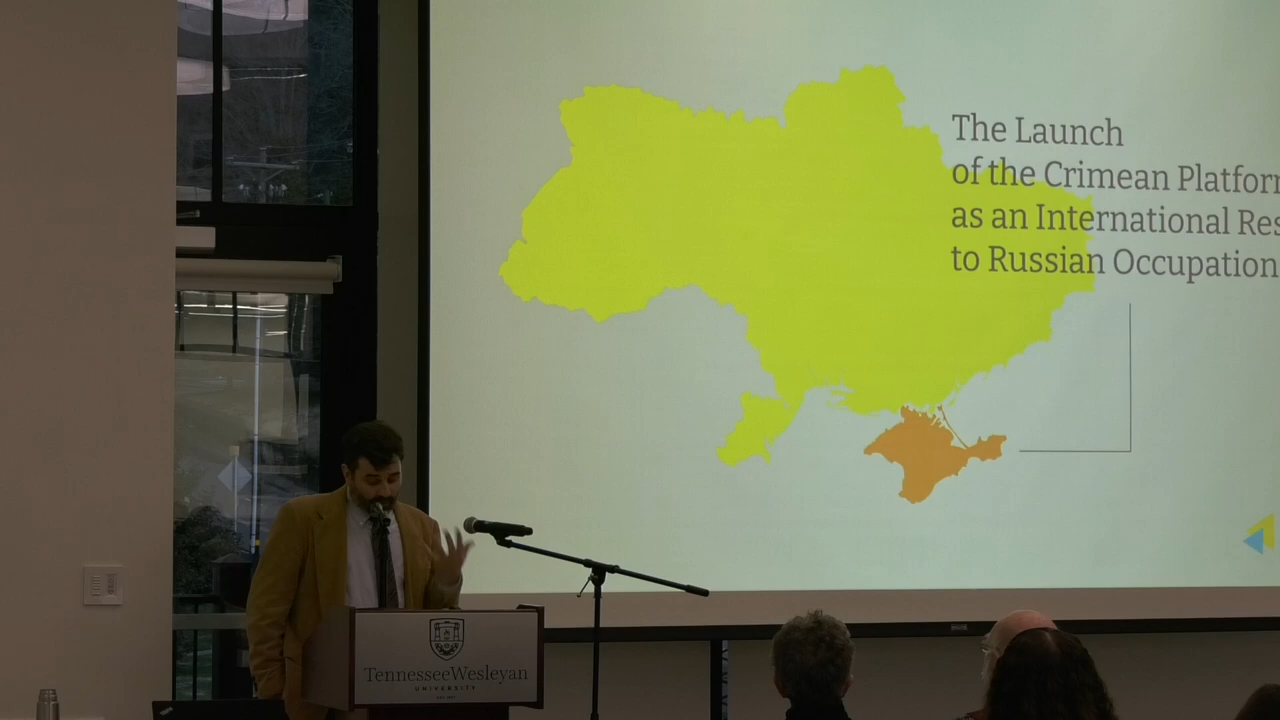 The Launch
of the Crimean Platfor
as an International Res
to Russian Occupation
TennesseeWesleyan
UNIVERSITY